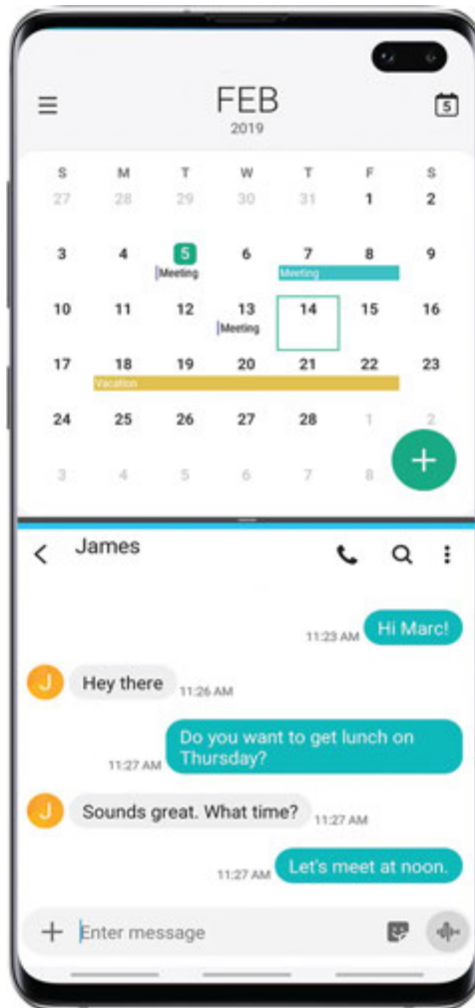 FEB
2019
5
S M T W T F S
27 28 29 30 31 1 2
3 4 5 6 7 8 9
Meeting Meeting
10 11 12 13 14 15 16
Meeting
17 18 19 20 21 22 23
Vacation
24 25 26 27 28 1 2
3 4 5 6 7 8
+
James
Hi Marc!
11:23 AM
J
Hey there
11:26 AM
Do you want to get lunch on
Thursday?
11:27 AM
J
Sounds great. What time?
11:27 AM
Let's meet at noon.
11:27 AM
+ Enter message